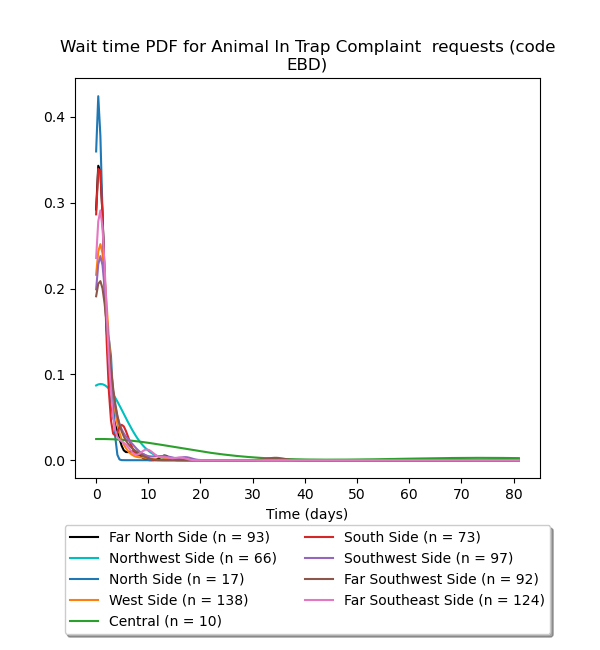 Wait time PDF for Animal In Trap Complaint  requests (code
EBD)
0.4
0.3
0.2
0.1
0.0
0 10 20 30 40 50 60 70 80
Time (days)
Far North Side (n = 93)
Northwest Side (n = 66)
North Side (n = 17)
West Side (n = 138)
Central (n = 10)
South Side (n = 73)
Southwest Side (n = 97)
Far Southwest Side (n = 92)
Far Southeast Side (n = 124)